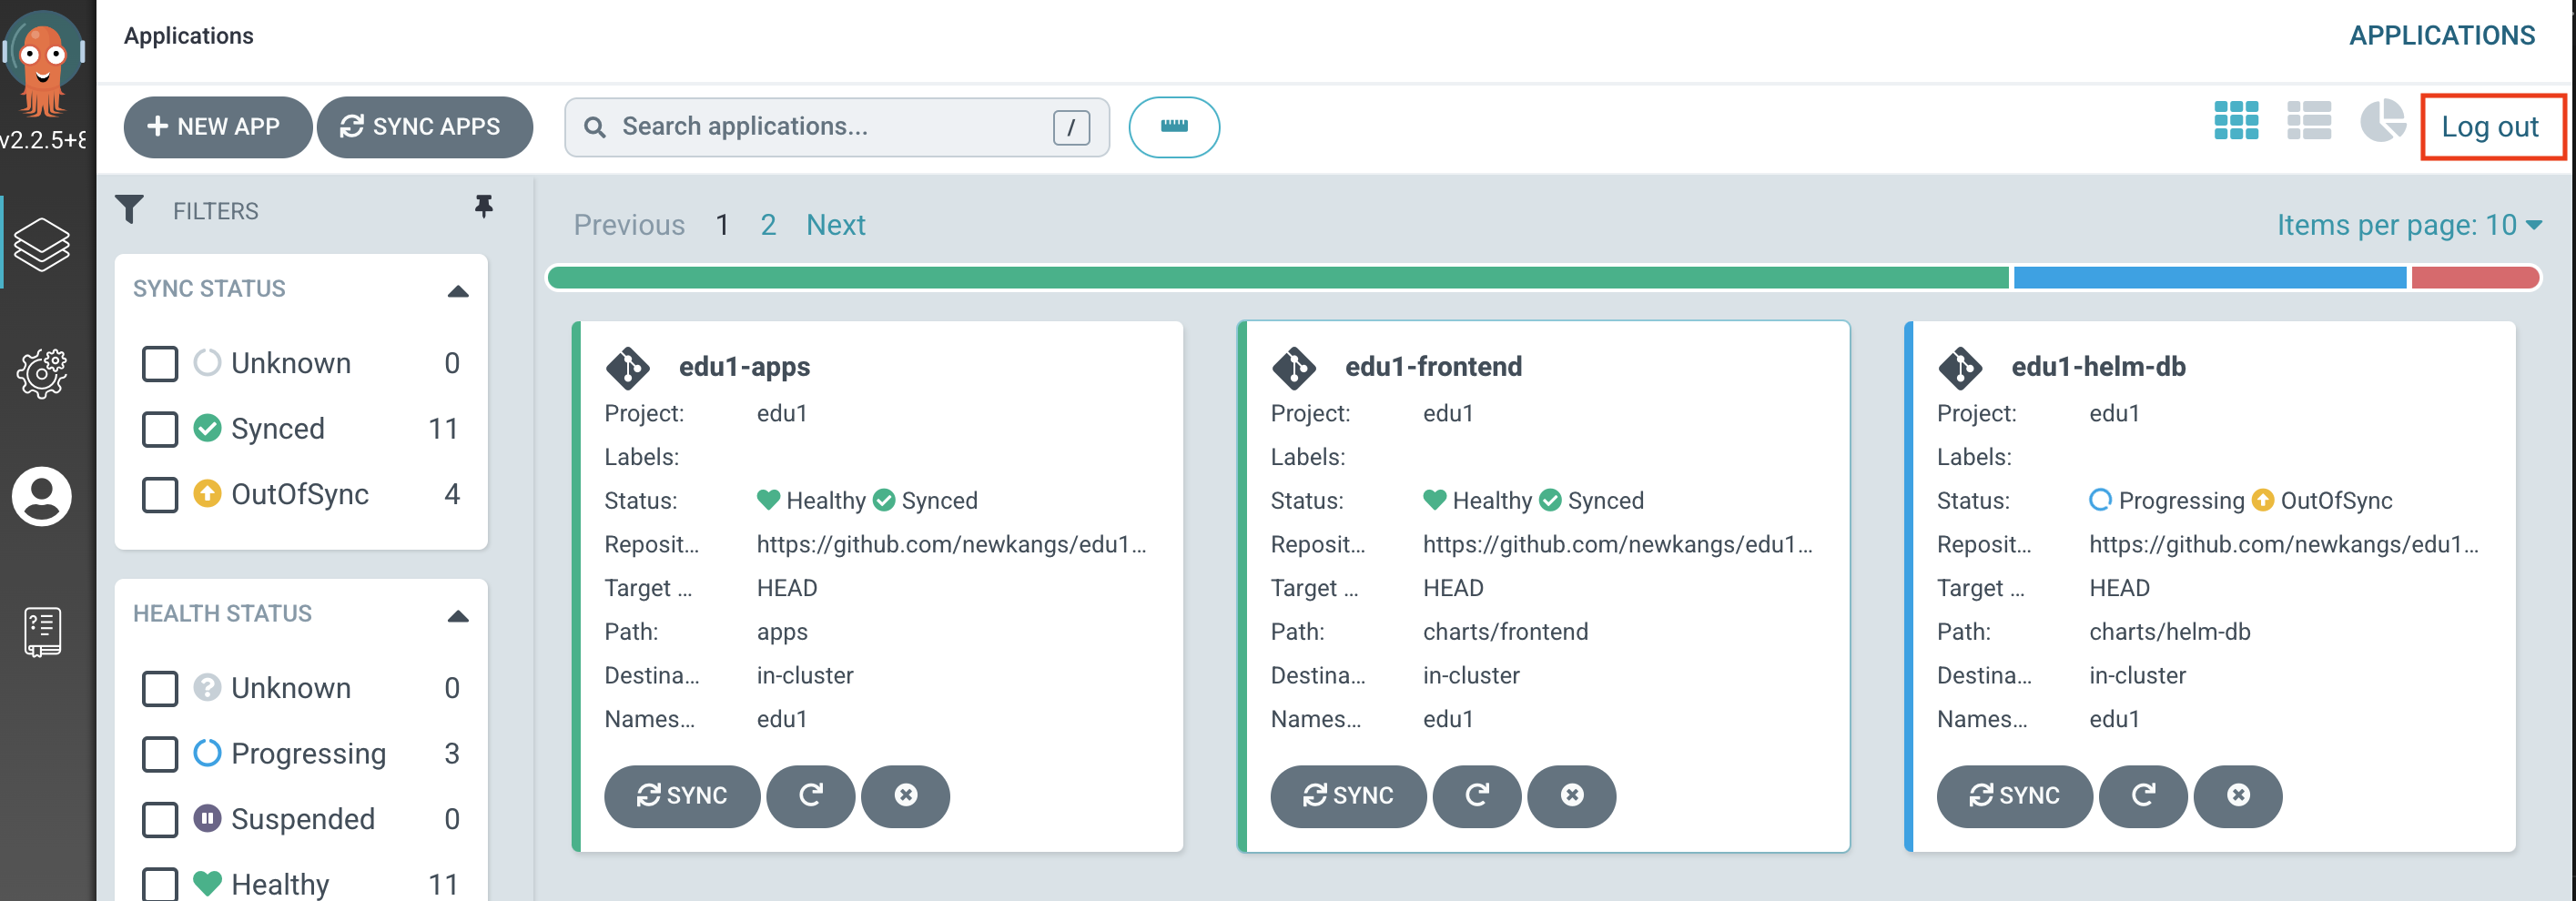 Applications
APPLICATIONS
v2.2.5+8
NEW APP
SYNC APPS
Search applications...
/
Log out
FILTERS
SYNC STATUS
Unknown 0
Synced 11
OutOfSync 4
HEALTH STATUS
Unknown 0
Progressing 3
Suspended 0
Healthy 11
Previous 1 2 Next
Items per page: 10
edu1-apps
Project: edu1
Labels:
Status: Healthy Synced
Reposit... https://github.com/newkangs/edu1...
Target ... HEAD
Path: apps
Destina... in-cluster
Names... edu1
SYNC
edu1-frontend
Project: edu1
Labels:
Status: Healthy Synced
Reposit... https://github.com/newkangs/edu1...
Target ... HEAD
Path: charts/frontend
Destina... in-cluster
Names... edu1
SYNC
edu1-helm-db
Project: edu1
Labels:
Status: Progressing OutOfSync
Reposit... https://github.com/newkangs/edu1...
Target ... HEAD
Path: charts/helm-db
Destina... in-cluster
Names... edu1
SYNC